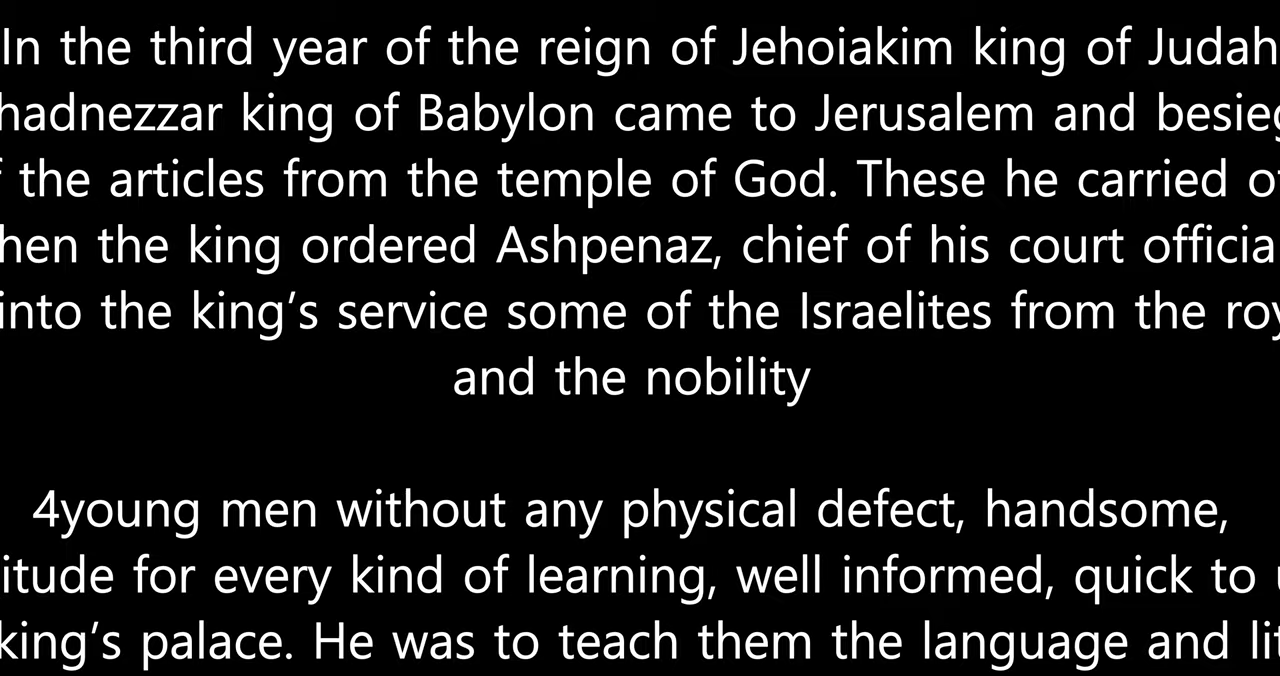 In the third year of the reign of Jehoiakim king of Judah
hadnezzar king of Babylon came to Jerusalem and besieg
the articles from the temple of God. These he carried of
hen the king ordered Ashpenaz, chief of his court officia
into the king’s service some of the Israelites from the roy
and the nobility
4young men without any physical defect, handsome,
itude for every kind of learning, well informed, quick to
king’s palace. He was to teach them the language and lit